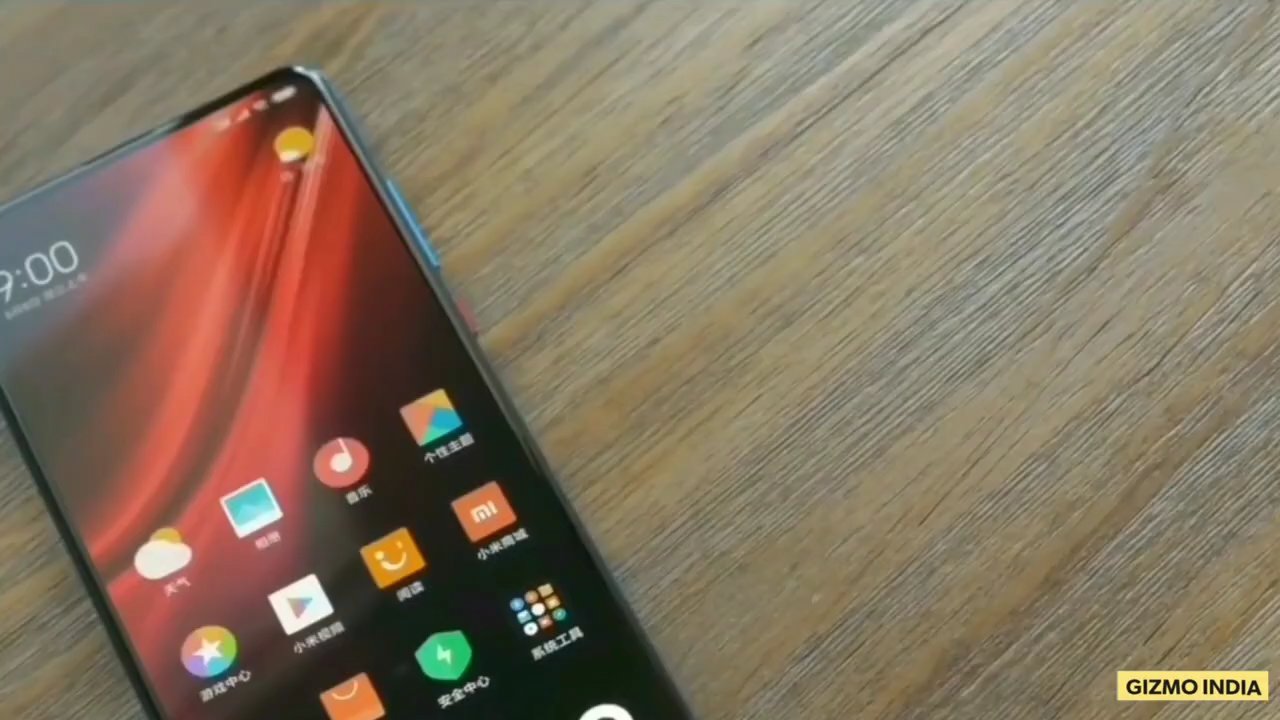 9:00
个性主题
音乐
相册
天气
mi
小米商城
阅读
小米视频
游戏中心
系统工具
安全中心
GIZMO INDIA